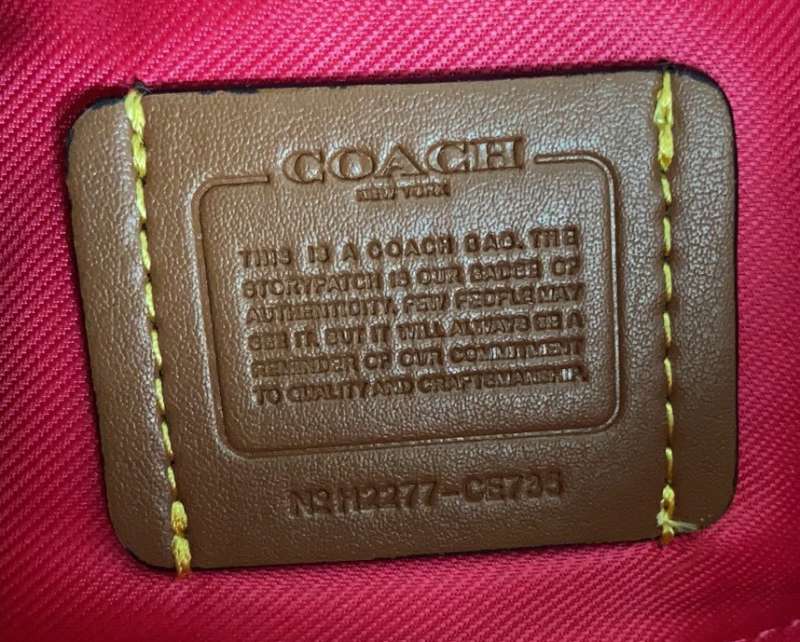 COACH
NEW YORK
THIS IS A COACH BAG. THE
STORYPATCH IS OUR BADGE OF
AUTHENTICITY. FEW PEOPLE MAY
SEE IT. BUT IT WILL ALWAYS BE A
REMINDER OF OUR COMMITMENT
TO QUALITY AND CRAFTSMANSHIP.